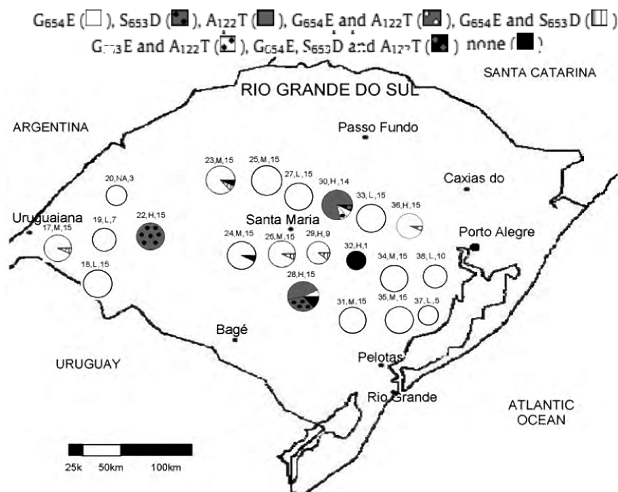 G654E ( ), S653D ( ), A122T ( ), G654E and A122T ( ), G654E and S653D ( )
and A122T ( ), G654E, S653D and A122T ( ) none ( )
SANTA CATARINA
RIO GRANDE DO SUL
ARGENTINA
Passo Fundo
23,M,15
25,M,15
27,L,15
30,H,14
20,NA,3
Caxias do
33,L,15
36,H,15
Uruguaiana
17,M,15
19,L,7
22,H,15
Santa Maria
24,M,15
26,M,15
29,H,9
32,H,1
Porto Alegre
18,L,15
28,H,15
34,M,15
38,L,10
31,M,15
35,M,15
37,L,5
Bagé
URUGUAY
Pelotas
Rio Grande
ATLANTIC
OCEAN
25k 50km 100km